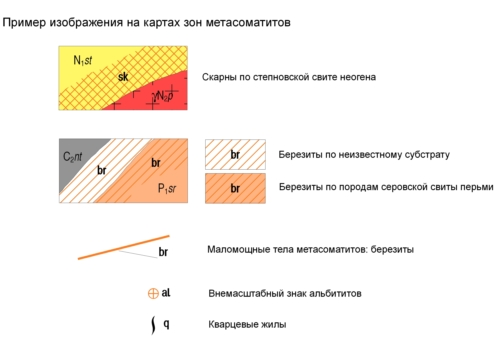 Пример изображения на картах зон метасоматитов
N₁st
sk
γN₂p
Скарны по степновской свите неогена
C₂nt
br
br
P₁sr
br
Березиты по неизвестному субстрату
br
Березиты по породам серовской свиты перьми
br
Маломощные тела метасоматитов: березиты
al
Внемасштабный знак альбититов
q
Кварцевые жилы